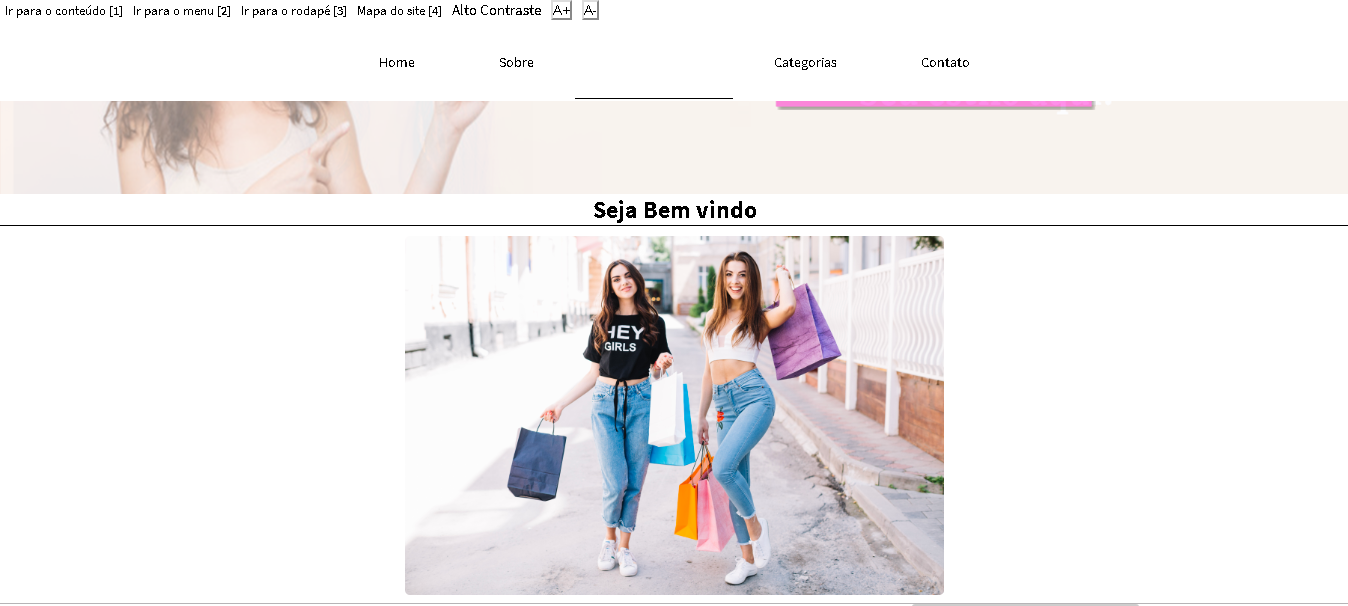 Ir para o conteúdo [1] Ir para o menu [2] Ir para o rodapé [3] Mapa do site [4] Alto Contraste A+ A-
Home Sobre Categorias Contato
Seja Bem vindo
HEY
GIRLS